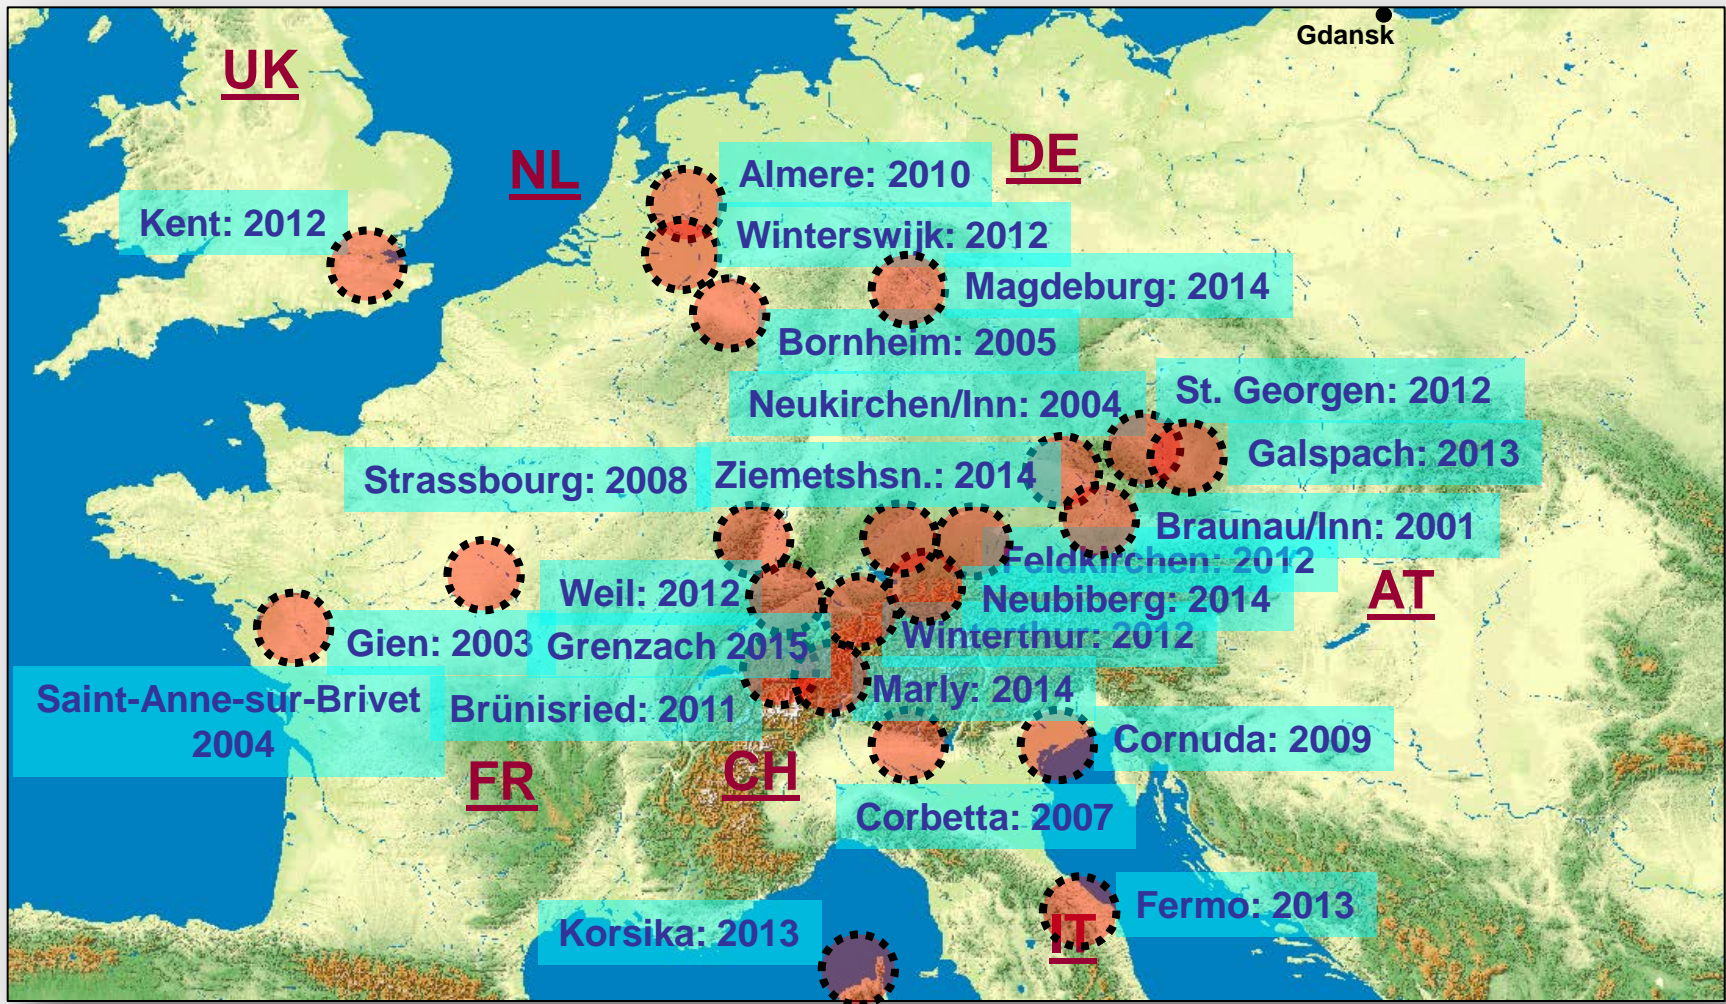 Gdansk
UK
DE
NL
Almere: 2010
Kent: 2012
Winterswijk: 2012
Magdeburg: 2014
Bornheim: 2005
St. Georgen: 2012
Neukirchen/Inn: 2004
Galspach: 2013
Strassbourg: 2008
Ziemetshsn.: 2014
Braunau/Inn: 2001
Feldkirchen: 2012
Weil: 2012
Neubiberg: 2014
AT
Gien: 2003
Grenzach 2015
Winterthur: 2012
Saint-Anne-sur-Brivet
2004
Brünisried: 2011
Marly: 2014
Cornuda: 2009
FR
CH
Corbetta: 2007
Fermo: 2013
Korsika: 2013
IT